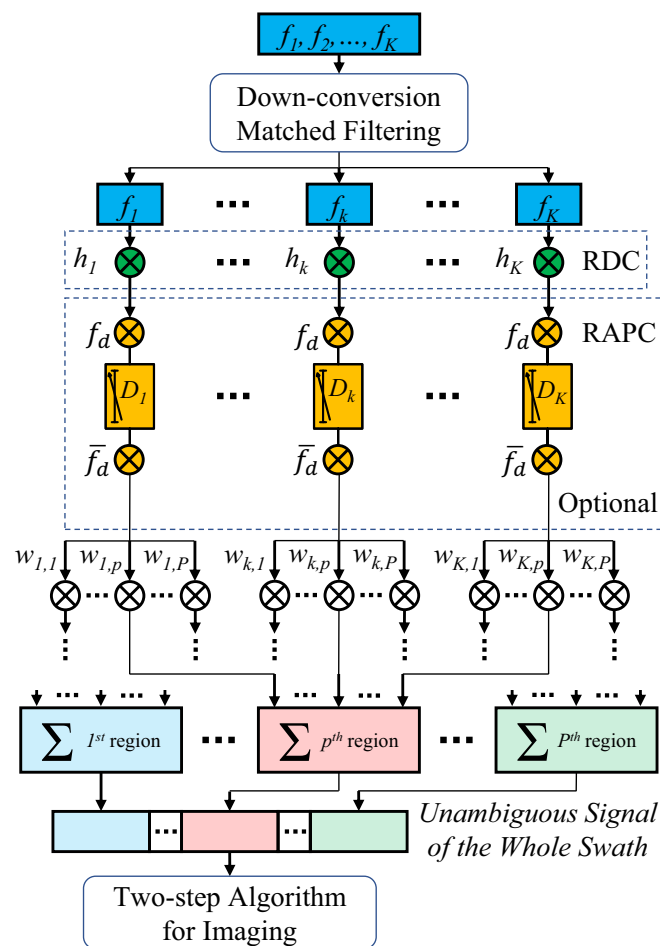 f1, f2, ..., fK
Down-conversion
Matched Filtering
f1 ... fk ... fK
h1 ... hk ... hK RDC
fd fd fd RAPC
D1 ... Dk ... DK
f̅d f̅d f̅d
Optional
w1,1 w1,p w1,P wk,1 wk,p wk,P wK,1 wK,p wK,P
∑ 1st region ... ∑ pth region ... ∑ Pth region
Unambiguous Signal
of the Whole Swath
Two-step Algorithm
for Imaging